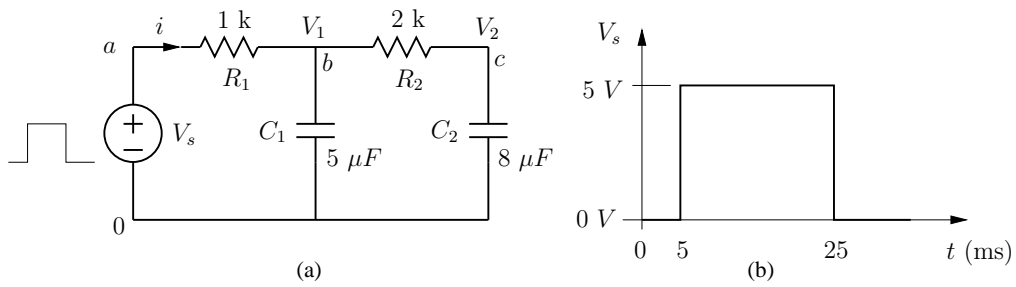 1 k
2 k
a
i
V₁
V₂
b
c
R₁
R₂
Vₛ
C₁
5 μF
C₂
8 μF
0
(a)
Vₛ
5 V
0 V
0
5
25
t (ms)
(b)